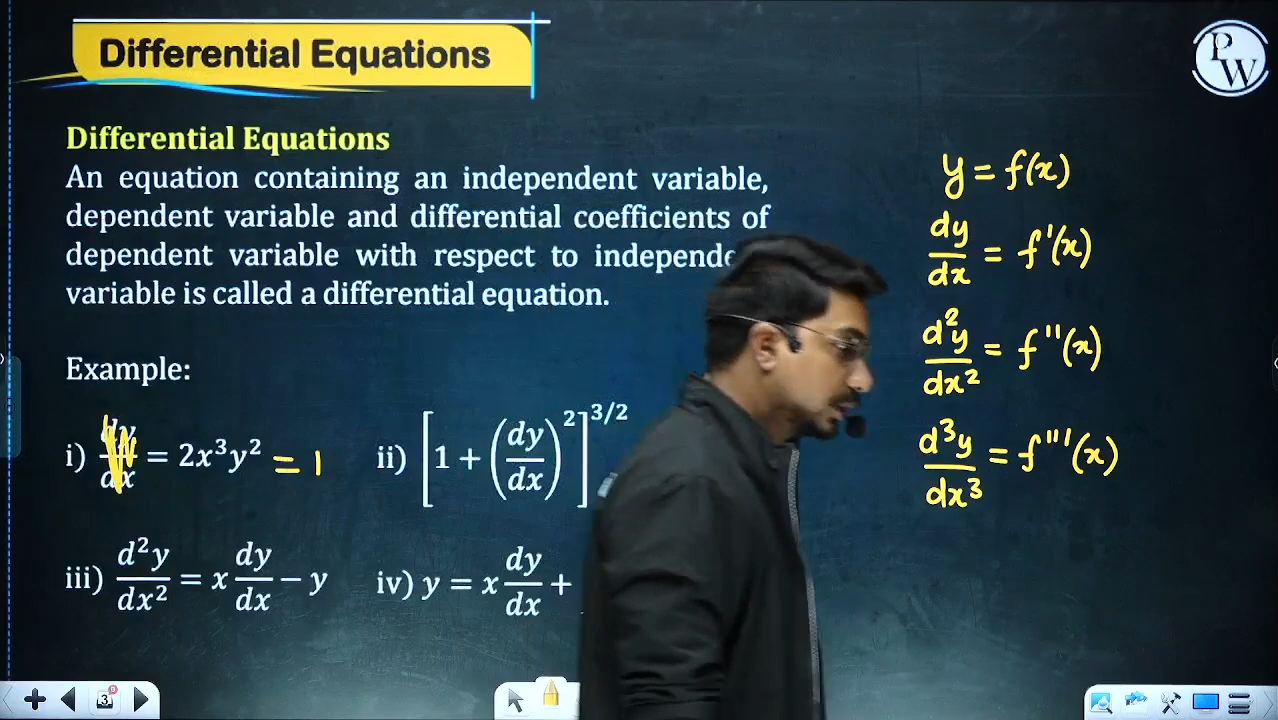 Differential Equations
PW
Differential Equations
An equation containing an independent variable,
dependent variable and differential coefficients of
dependent variable with respect to
variable is called a differential equation.
Example:
i) dy/dx = 2x³y² = 1
ii) [1 + (dy/dx)²]^3/2
iii) d²y/dx² = x dy/dx − y
iv) y = x dy/dx +
y = f(x)
dy/dx = f'(x)
d²y/dx² = f''(x)
d³y/dx³ = f'''(x)
3